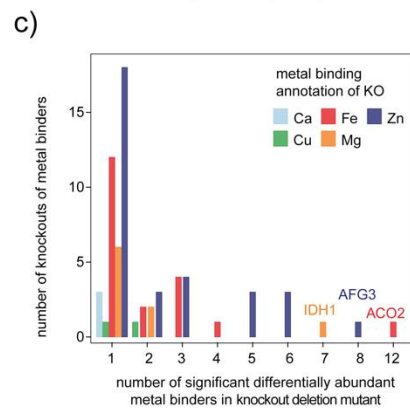 c)
metal binding
annotation of KO
Ca Fe Zn
Cu Mg
number of knockouts of metal binders
15
10
5
0
IDH1
AFG3
ACO2
1 2 3 4 5 6 7 8 12
number of significant differentially abundant
metal binders in knockout deletion mutant